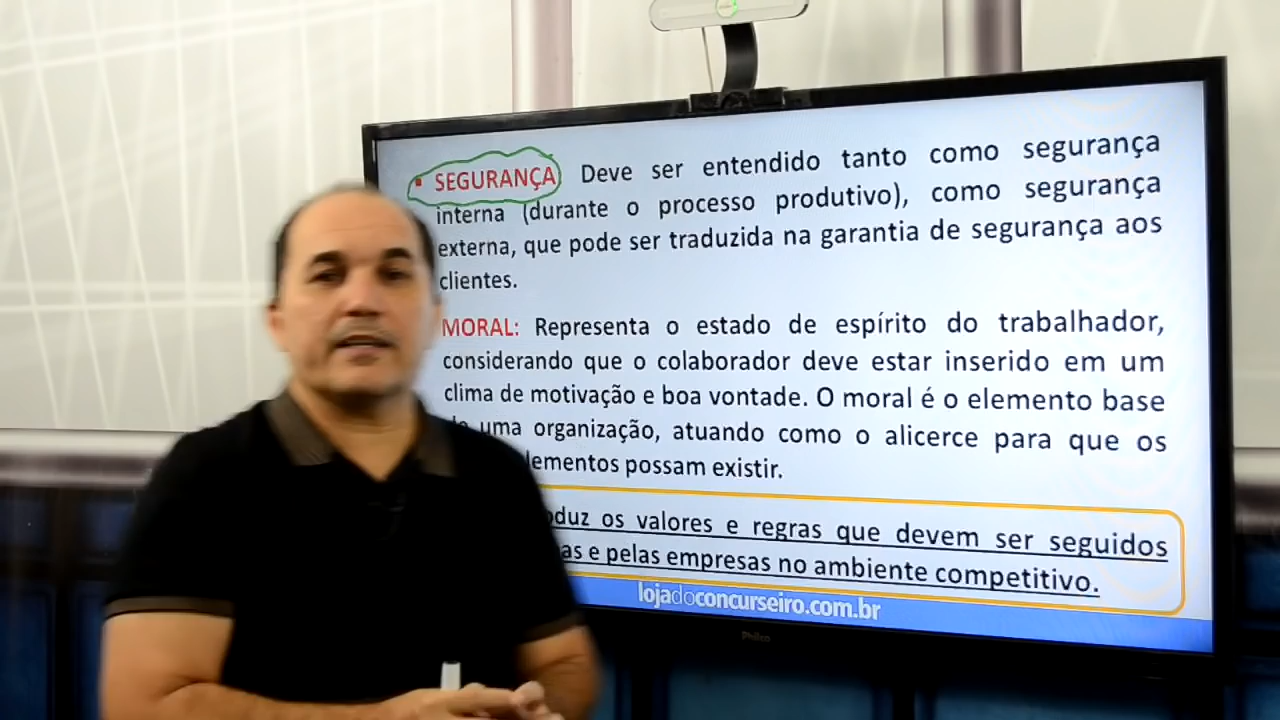 ▪ SEGURANÇA Deve ser entendido tanto como segurança
interna (durante o processo produtivo), como segurança
externa, que pode ser traduzida na garantia de segurança aos
clientes.
MORAL: Representa o estado de espírito do trabalhador,
considerando que o colaborador deve estar inserido em um
clima de motivação e boa vontade. O moral é o elemento base
uma organização, atuando como o alicerce para que os
possam existir.
os valores e regras que devem ser seguidos
e pelas empresas no ambiente competitivo.
lojadoconcurseiro.com.br
Philco